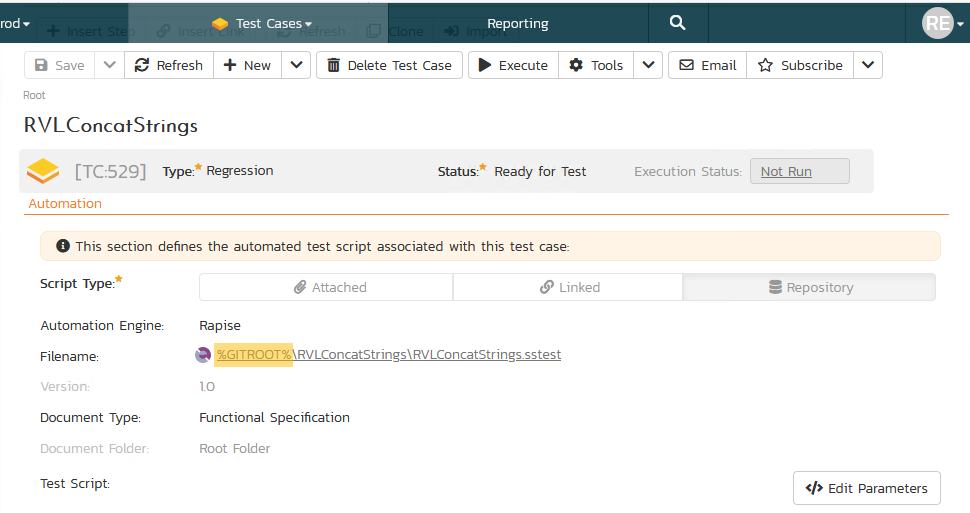 rod Test Cases Reporting RE
Insert Step Insert Link Refresh Clone Import
Save Refresh New Delete Test Case Execute Tools Email Subscribe
Root
RVLConcatStrings
[TC:529] Type:* Regression Status:* Ready for Test Execution Status: Not Run
Automation
This section defines the automated test script associated with this test case:
Script Type:* Attached Linked Repository
Automation Engine: Rapise
Filename: %GITROOT%\RVLConcatStrings\RVLConcatStrings.sstest
Version: 1.0
Document Type: Functional Specification
Document Folder: Root Folder
Test Script: </> Edit Parameters